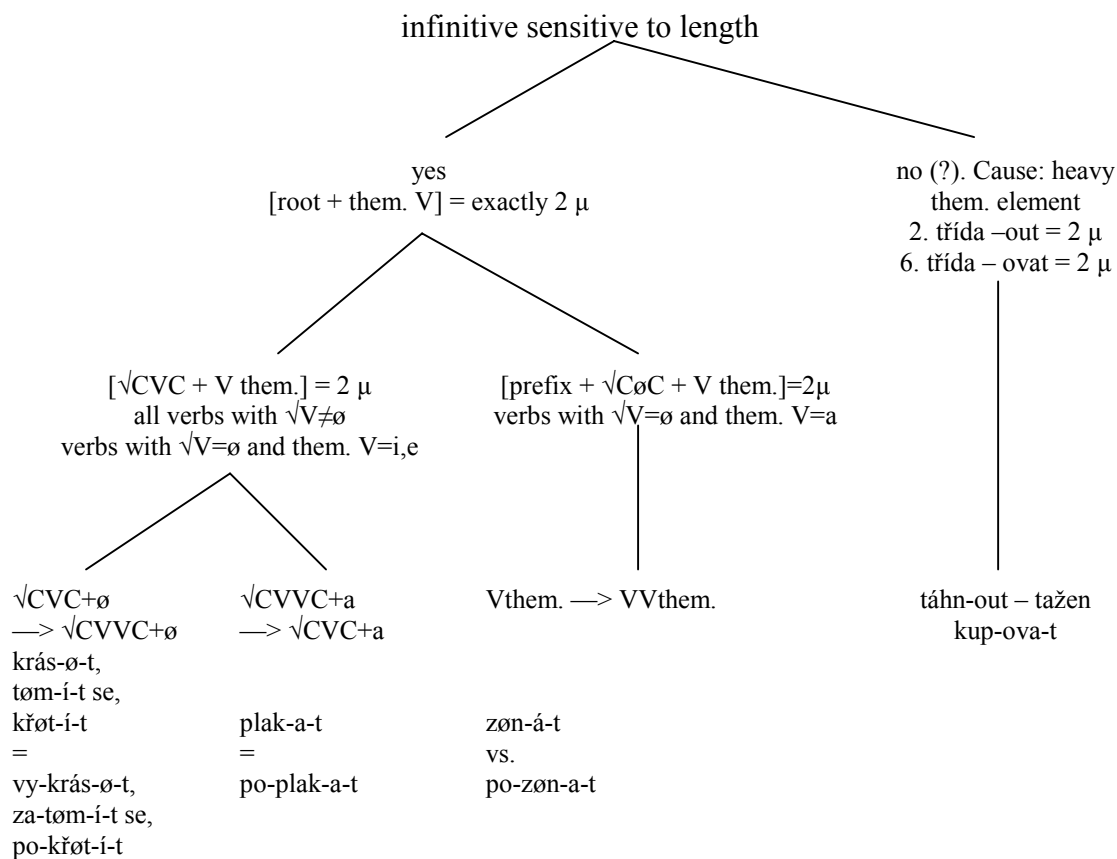 infinitive sensitive to length
yes
[root + them. V] = exactly 2 μ
no (?). Cause: heavy
them. element
2. třída –out = 2 μ
6. třída – ovat = 2 μ
[√CVC + V them.] = 2 μ
all verbs with √V≠ø
verbs with √V=ø and them. V=i,e
[prefix + √CøC + V them.]=2μ
verbs with √V=ø and them. V=a
√CVC+ø
—> √CVVC+ø
krás-ø-t,
tøm-í-t se,
křøt-í-t
=
vy-krás-ø-t,
za-tøm-í-t se,
po-křøt-í-t
√CVVC+a
—> √CVC+a
plak-a-t
=
po-plak-a-t
Vthem. —> VVthem.
zøn-á-t
vs.
po-zøn-a-t
táhn-out – tažen
kup-ova-t